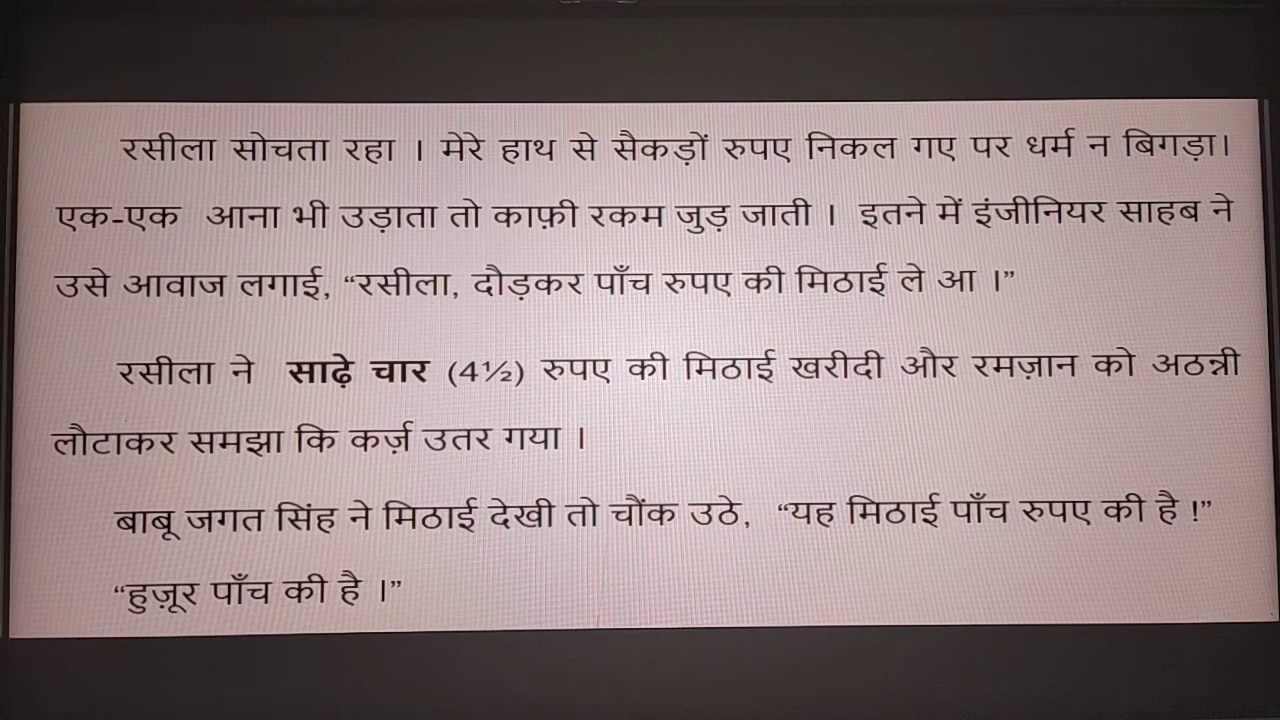 रसीला सोचता रहा । मेरे हाथ से सैकड़ों रुपए निकल गए पर धर्म न बिगड़ा।
एक-एक आना भी उड़ाता तो काफ़ी रकम जुड़ जाती । इतने में इंजीनियर साहब ने
उसे आवाज लगाई, “रसीला, दौड़कर पाँच रुपए की मिठाई ले आ ।”
रसीला ने साढ़े चार (4½) रुपए की मिठाई खरीदी और रमज़ान को अठन्नी
लौटाकर समझा कि कर्ज़ उतर गया ।
बाबू जगत सिंह ने मिठाई देखी तो चौंक उठे, “यह मिठाई पाँच रुपए की है !”
“हुज़ूर पाँच की है ।”